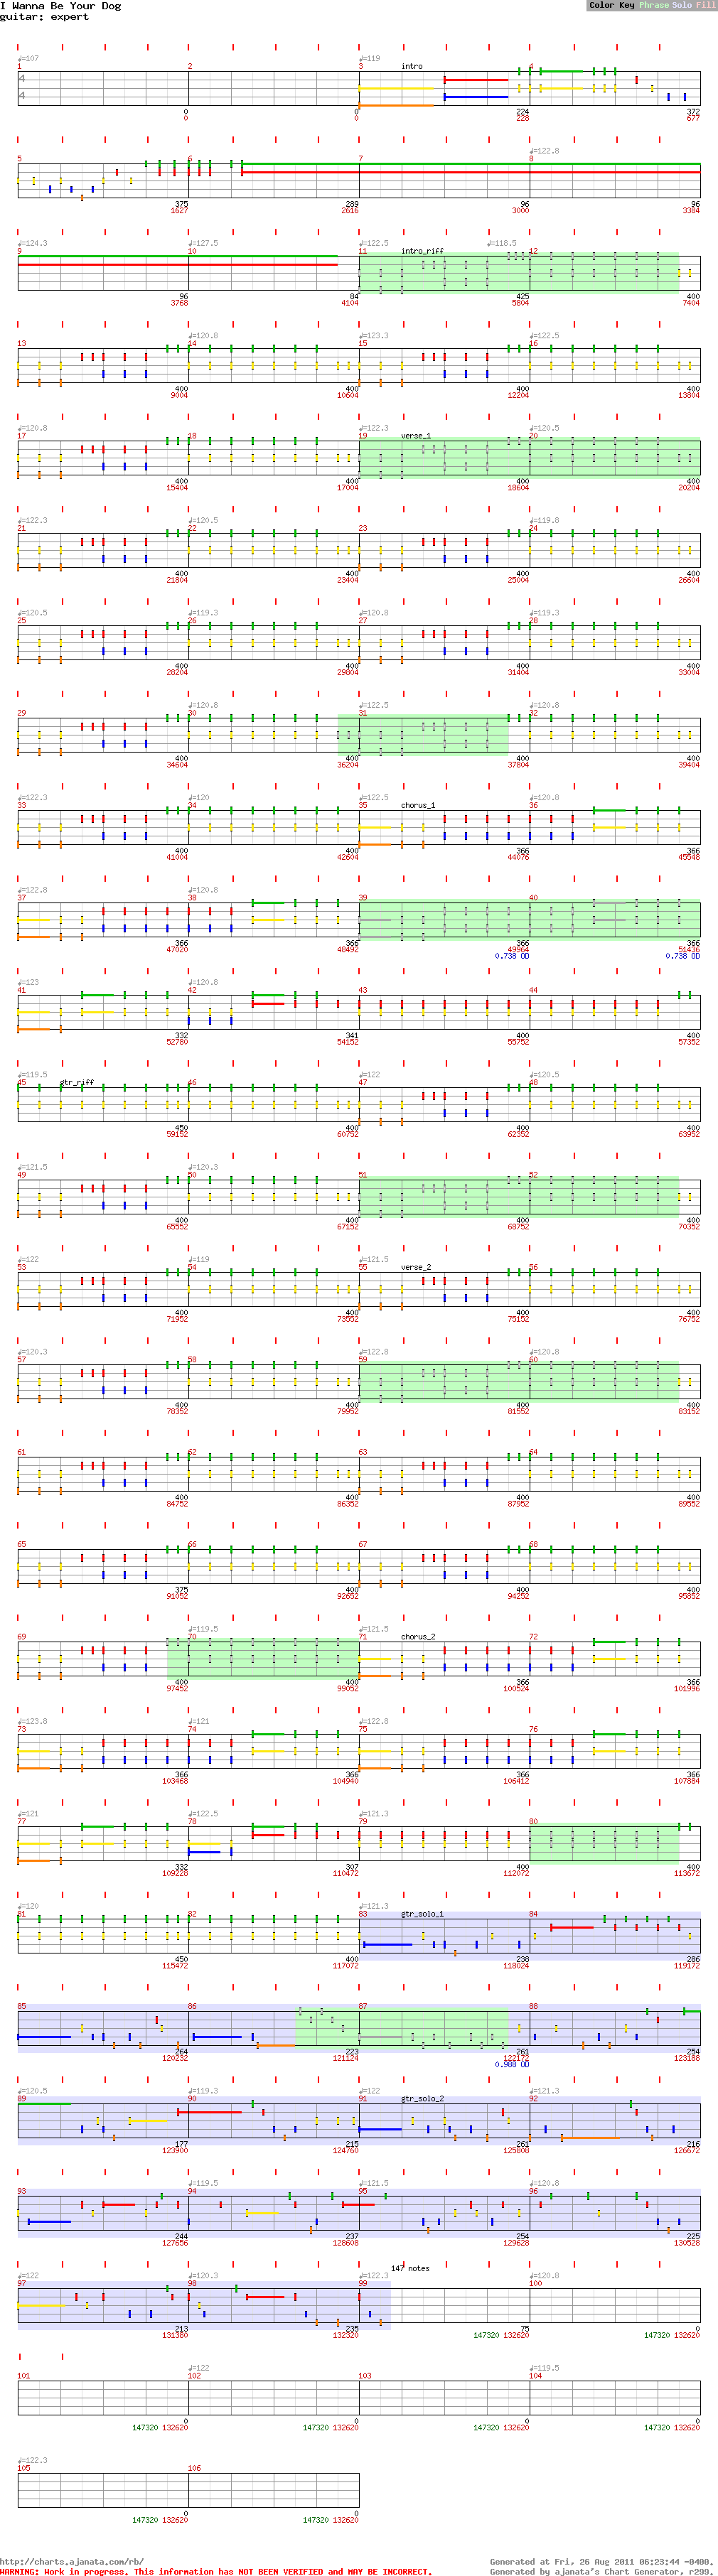 I Wanna Be Your Dog
guitar: expert
Color Key Phrase Solo Fill
♩=107 ♩=119
1 2 3 intro 4
4
4
0 0 224 372
0 0 228 677
♩=122.8
5 6 7 8
375 289 96 96
1627 2616 3000 3384
♩=124.3 ♩=127.5 ♩=122.5 ♩=118.5
9 10 11 intro_riff 12
96 84 425 400
3768 4104 5804 7404
♩=120.8 ♩=123.3 ♩=122.5
13 14 15 16
400 400 400 400
9004 10604 12204 13804
♩=120.8 ♩=122.3 ♩=120.5
17 18 19 verse_1 20
400 400 400 400
15404 17004 18604 20204
♩=122.3 ♩=120.5 ♩=119.8
21 22 23 24
400 400 400 400
21804 23404 25004 26604
♩=120.5 ♩=119.3 ♩=120.8 ♩=119.3
25 26 27 28
400 400 400 400
28204 29804 31404 33004
♩=120.8 ♩=122.5 ♩=120.8
29 30 31 32
400 400 400 400
34604 36204 37804 39404
♩=122.3 ♩=120 ♩=122.5 ♩=120.8
33 34 35 chorus_1 36
400 400 366 366
41004 42604 44076 45548
♩=122.8 ♩=120.8
37 38 39 40
366 366 366 366
47020 48492 49964 51436
0.738 OD 0.738 OD
♩=123 ♩=120.8
41 42 43 44
332 341 400 400
52780 54152 55752 57352
♩=119.5 ♩=122 ♩=120.5
45 gtr_riff 46 47 48
450 400 400 400
59152 60752 62352 63952
♩=121.5 ♩=120.3
49 50 51 52
400 400 400 400
65552 67152 68752 70352
♩=122 ♩=119 ♩=121.5
53 54 55 verse_2 56
400 400 400 400
71952 73552 75152 76752
♩=120.3 ♩=122.8 ♩=120.8
57 58 59 60
400 400 400 400
78352 79952 81552 83152
61 62 63 64
400 400 400 400
84752 86352 87952 89552
65 66 67 68
375 400 400 400
91052 92652 94252 95852
♩=119.5 ♩=121.5
69 70 71 chorus_2 72
400 400 366 366
97452 99052 100524 101996
♩=123.8 ♩=121 ♩=122.8
73 74 75 76
366 366 366 366
103468 104940 106412 107884
♩=121 ♩=122.5 ♩=121.3
77 78 79 80
332 307 400 400
109228 110472 112072 113672
♩=120 ♩=121.3
81 82 83 gtr_solo_1 84
450 400 238 286
115472 117072 118024 119172
85 86 87 88
264 223 261 254
120232 121124 122172 123188
0.988 OD
♩=120.5 ♩=119.3 ♩=122 ♩=121.3
89 90 91 gtr_solo_2 92
177 215 261 216
123900 124760 125808 126672
♩=119.5 ♩=121.5 ♩=120.8
93 94 95 96
244 237 254 225
127656 128608 129628 130528
147 notes
♩=122 ♩=120.3 ♩=122.3 ♩=120.8
97 98 99 100
213 235 75 0
131380 132320 147320 132620 147320 132620
♩=122 ♩=119.5
101 102 103 104
0 0 0 0
147320 132620 147320 132620 147320 132620 147320 132620
♩=122.3
105 106
0 0
147320 132620 147320 132620
http://charts.ajanata.com/rb/
Generated at Fri, 26 Aug 2011 06:23:44 -0400.
WARNING: Work in progress. This information has NOT BEEN VERIFIED and MAY BE INCORRECT.
Generated by ajanata's Chart Generator, r299.